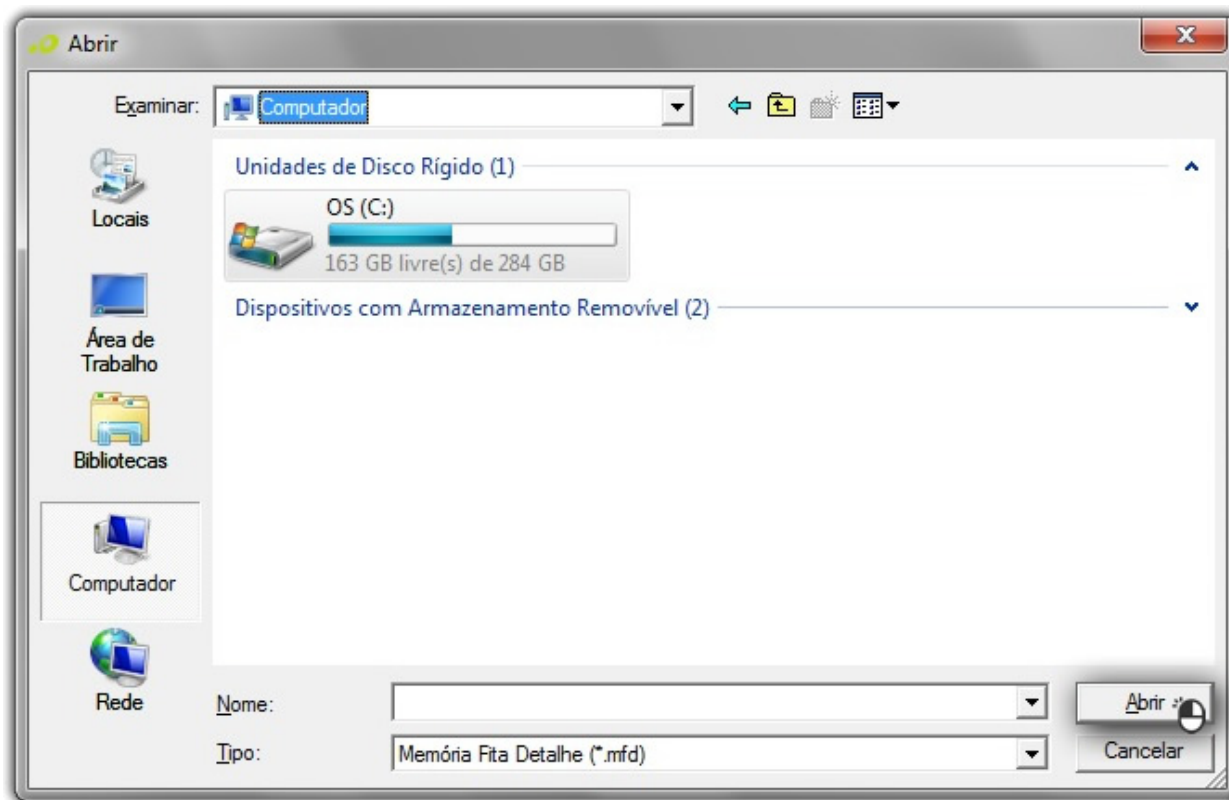 Abrir
Examinar:
Computador
Locais
Área de
Trabalho
Bibliotecas
Computador
Rede
Unidades de Disco Rígido (1)
OS (C:)
163 GB livre(s) de 284 GB
Dispositivos com Armazenamento Removível (2)
Nome:
Abrir
Tipo:
Memória Fita Detalhe (*.mfd)
Cancelar